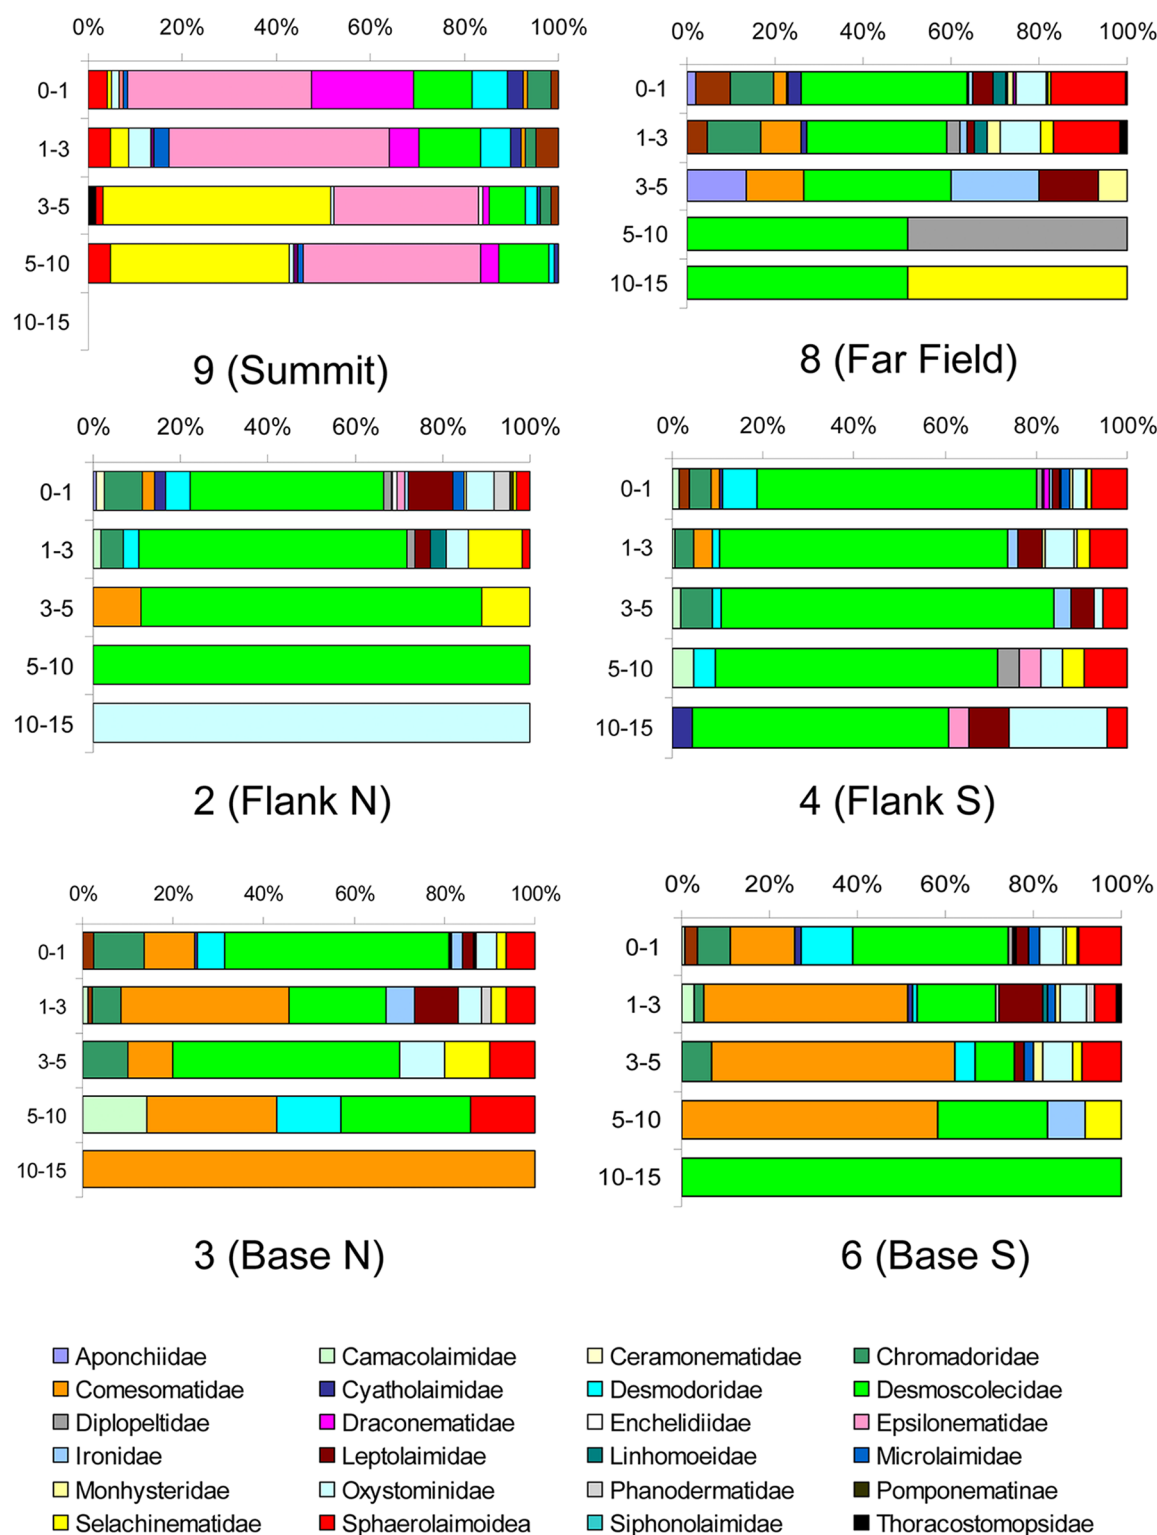 0% 20% 40% 60% 80% 100%
0-1
1-3
3-5
5-10
10-15
9 (Summit)
0% 20% 40% 60% 80% 100%
0-1
1-3
3-5
5-10
10-15
8 (Far Field)
0% 20% 40% 60% 80% 100%
0-1
1-3
3-5
5-10
10-15
2 (Flank N)
0% 20% 40% 60% 80% 100%
0-1
1-3
3-5
5-10
10-15
4 (Flank S)
0% 20% 40% 60% 80% 100%
0-1
1-3
3-5
5-10
10-15
3 (Base N)
0% 20% 40% 60% 80% 100%
0-1
1-3
3-5
5-10
10-15
6 (Base S)
Aponchiidae Camacolaimidae Ceramonematidae Chromadoridae
Comesomatidae Cyatholaimidae Desmodoridae Desmoscolecidae
Diplopeltidae Draconematidae Enchelidiidae Epsilonematidae
Ironidae Leptolaimidae Linhomoeidae Microlaimidae
Monhysteridae Oxystominidae Phanodermatidae Pomponematinae
Selachinematidae Sphaerolaimoidea Siphonolaimidae Thoracostomopsidae